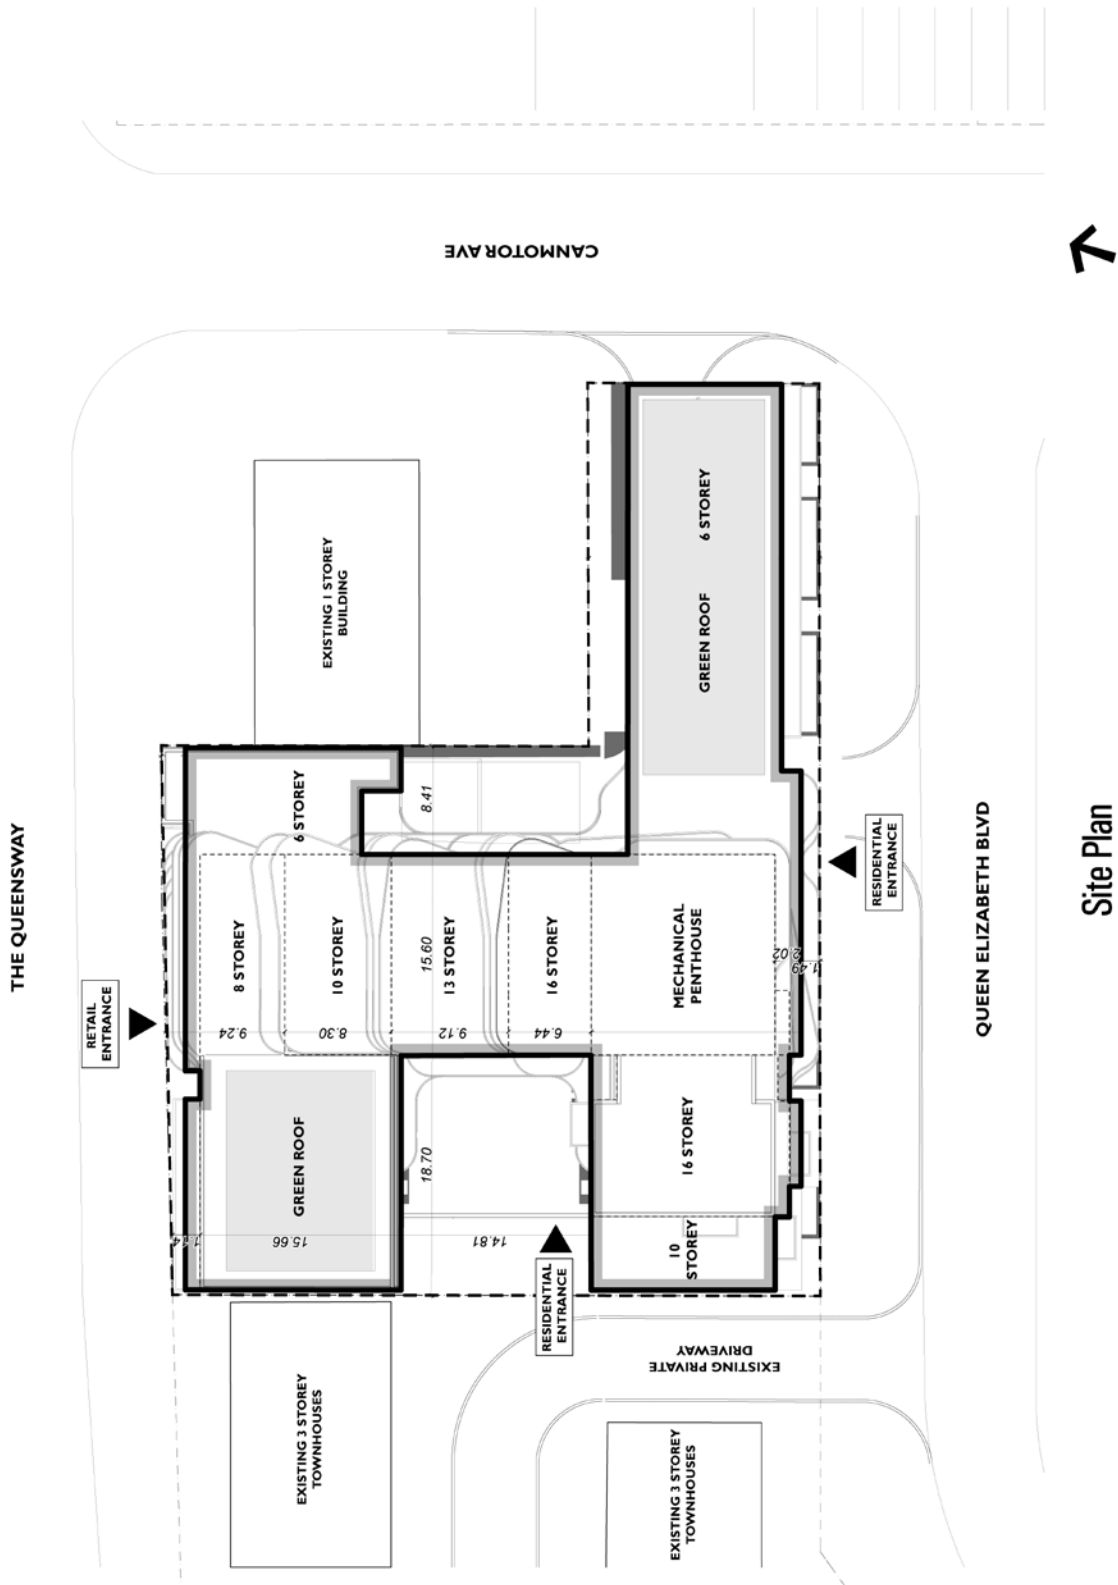 THE QUEENSWAY
RETAIL
ENTRANCE
1.14
9.24
8 STOREY
15.66
GREEN ROOF
6 STOREY
EXISTING 3 STOREY
TOWNHOUSES
8.30
10 STOREY
EXISTING 1 STOREY
BUILDING
18.70
15.60
8.41
9.12
13 STOREY
14.81
CANMOTOR AVE
6.44
16 STOREY
RESIDENTIAL
ENTRANCE
EXISTING 3 STOREY
TOWNHOUSES
EXISTING PRIVATE
DRIVEWAY
10
STOREY
16 STOREY
MECHANICAL
PENTHOUSE
GREEN ROOF
6 STOREY
2.02
1.49
RESIDENTIAL
ENTRANCE
QUEEN ELIZABETH BLVD
Site Plan